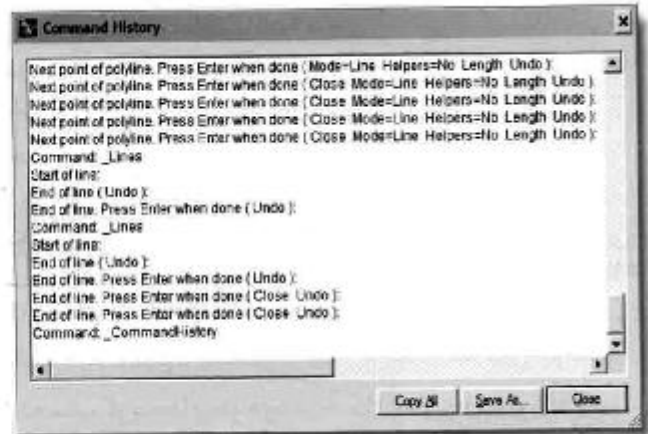 Command History
Next point of polyline. Press Enter when done ( Mode=Line Helpers=No Length Undo ):
Next point of polyline. Press Enter when done ( Close Mode=Line Helpers=No Length Undo ):
Next point of polyline. Press Enter when done ( Close Mode=Line Helpers=No Length Undo ):
Next point of polyline. Press Enter when done ( Close Mode=Line Helpers=No Length Undo ):
Next point of polyline. Press Enter when done ( Close Mode=Line Helpers=No Length Undo ):
Command: _Lines
Start of line:
End of line ( Undo ):
End of line. Press Enter when done ( Undo ):
Command: _Lines
Start of line:
End of line ( Undo ):
End of line. Press Enter when done ( Undo ):
End of line. Press Enter when done ( Close Undo ):
End of line. Press Enter when done ( Close Undo ):
Command: _CommandHistory
Copy All Save As... Close